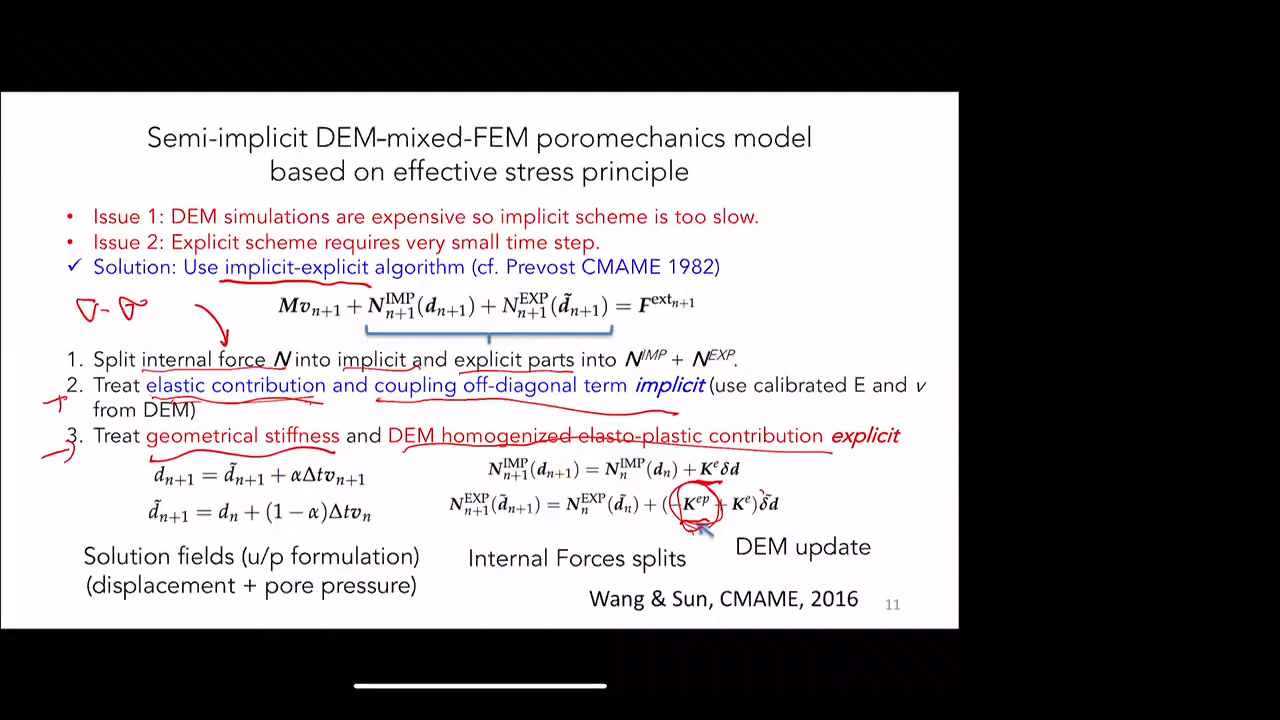 Semi-implicit DEM-mixed-FEM poromechanics model
based on effective stress principle
• Issue 1: DEM simulations are expensive so implicit scheme is too slow.
• Issue 2: Explicit scheme requires very small time step.
✓ Solution: Use implicit-explicit algorithm (cf. Prevost CMAME 1982)
Mv_{n+1} + N^{IMP}_{n+1}(d_{n+1}) + N^{EXP}_{n+1}(d̃_{n+1}) = F^{ext_{n+1}}
1. Split internal force N into implicit and explicit parts into N^{IMP} + N^{EXP}.
2. Treat elastic contribution and coupling off-diagonal term implicit (use calibrated E and ν
from DEM)
3. Treat geometrical stiffness and DEM homogenized elasto-plastic contribution explicit
d_{n+1} = d̃_{n+1} + αΔtv_{n+1}
N^{IMP}_{n+1}(d_{n+1}) = N^{IMP}_n(d_n) + K^e δd
d̃_{n+1} = d_n + (1 − α)Δtv_n
N^{EXP}_{n+1}(d̃_{n+1}) = N^{EXP}_n(d̃_n) + (−K^{ep} + K^e)δ̃d
Solution fields (u/p formulation)
(displacement + pore pressure)
Internal Forces splits
DEM update
Wang & Sun, CMAME, 2016
11